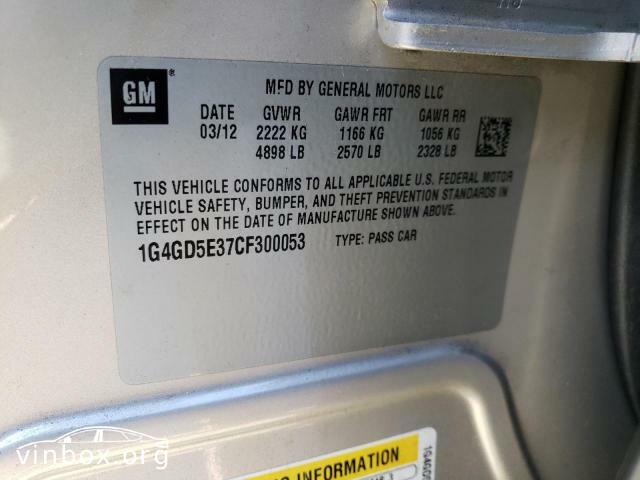 GM ®
MFD BY GENERAL MOTORS LLC
DATE GVWR GAWR FRT GAWR RR
03/12 2222 KG 1166 KG 1056 KG
4898 LB 2570 LB 2328 LB
THIS VEHICLE CONFORMS TO ALL APPLICABLE U.S. FEDERAL MOTOR
VEHICLE SAFETY, BUMPER, AND THEFT PREVENTION STANDARDS IN
EFFECT ON THE DATE OF MANUFACTURE SHOWN ABOVE.
1G4GD5E37CF300053 TYPE: PASS CAR
INFORMATION
vinbox.org